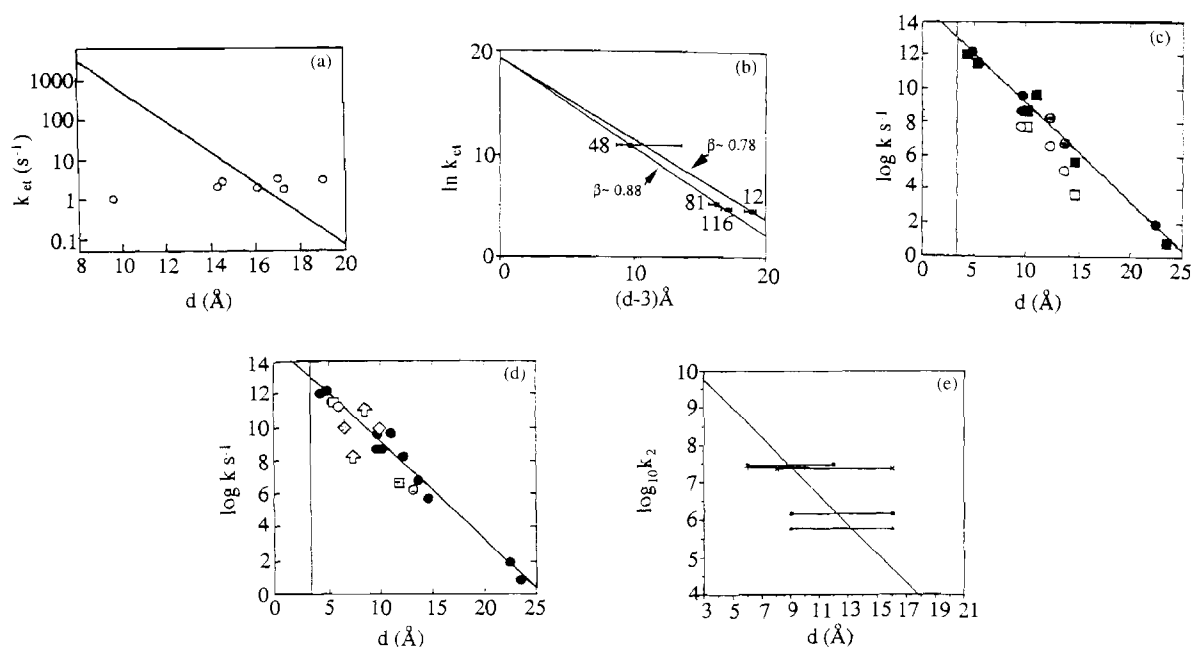 (a)
k_et (s⁻¹)
1000
100
10
1
0.1
8 10 12 14 16 18 20
d (Å)
(b)
ln k_et
20
10
0
48
β~ 0.78
β~ 0.88
81
116
12
0 10 20
(d-3)Å
(c)
log k s⁻¹
14
12
10
8
6
4
2
0
0 5 10 15 20 25
d (Å)
(d)
log k s⁻¹
14
12
10
8
6
4
2
0
0 5 10 15 20 25
d (Å)
(e)
log₁₀k₂
10
9
8
7
6
5
4
3 5 7 9 11 13 15 17 19 21
d (Å)